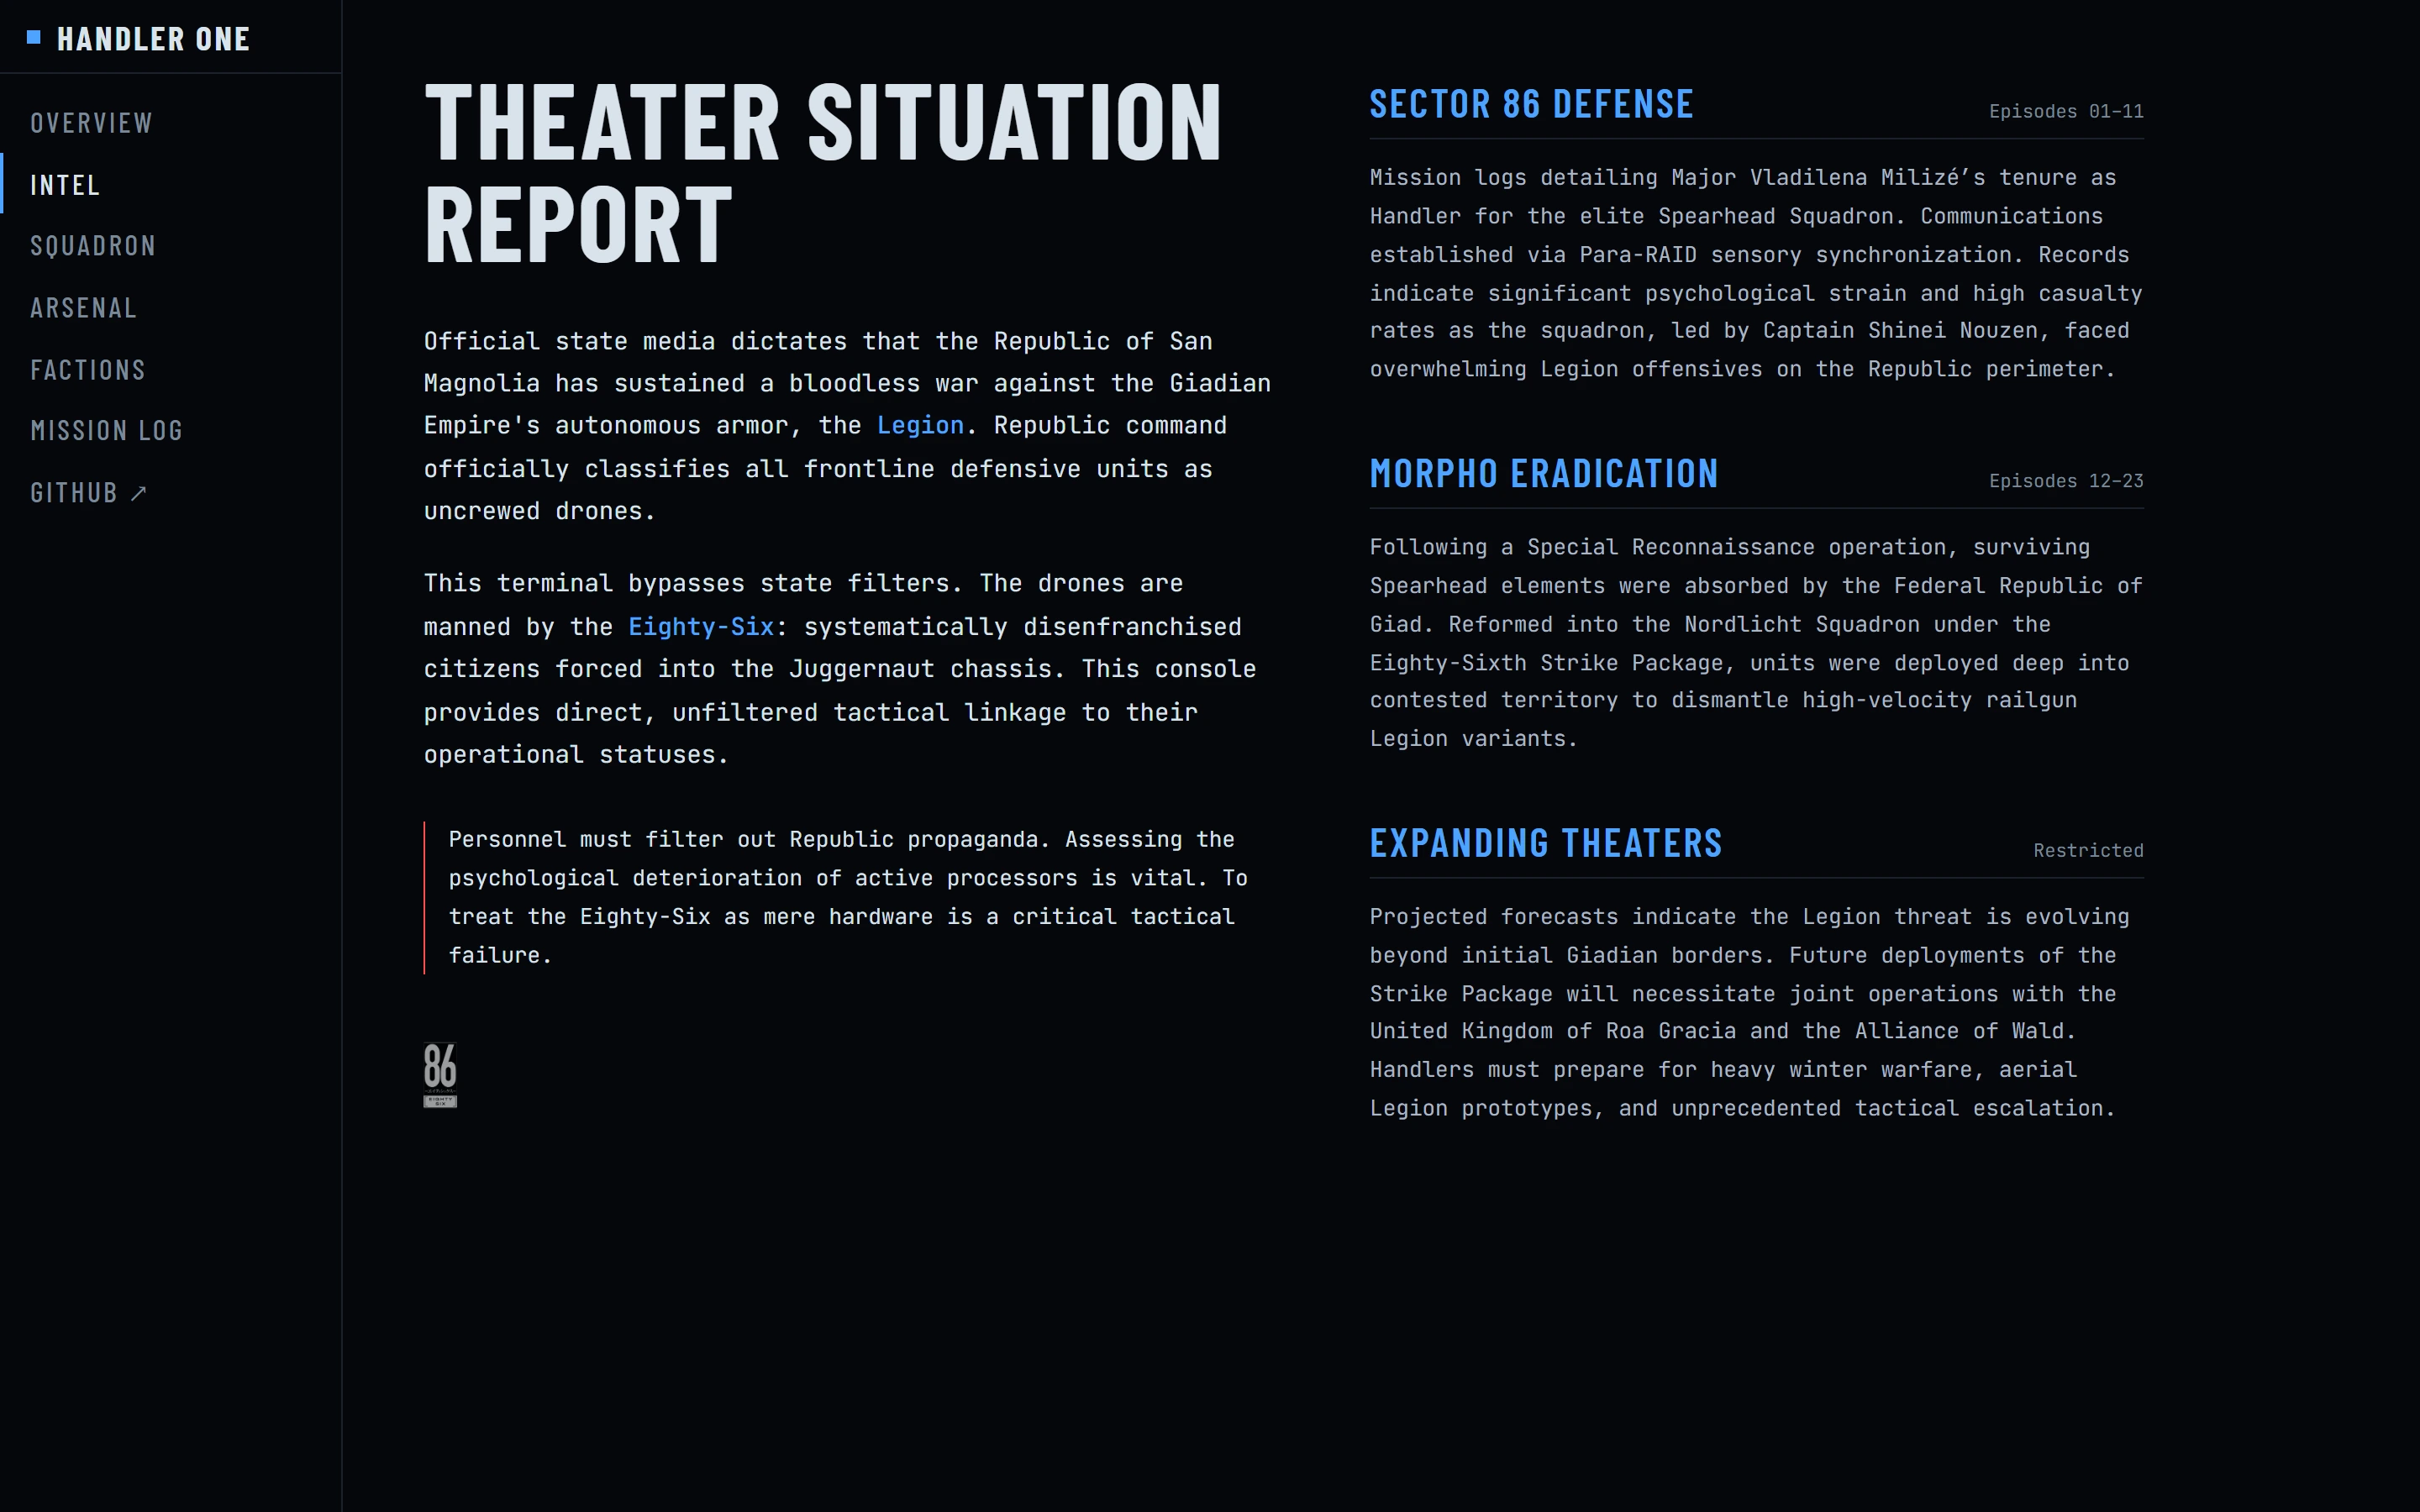 HANDLER ONE
OVERVIEW
INTEL
SQUADRON
ARSENAL
FACTIONS
MISSION LOG
GITHUB ↗
THEATER SITUATION
REPORT
Official state media dictates that the Republic of San
Magnolia has sustained a bloodless war against the Giadian
Empire's autonomous armor, the Legion. Republic command
officially classifies all frontline defensive units as
uncrewed drones.
This terminal bypasses state filters. The drones are
manned by the Eighty-Six: systematically disenfranchised
citizens forced into the Juggernaut chassis. This console
provides direct, unfiltered tactical linkage to their
operational statuses.
Personnel must filter out Republic propaganda. Assessing the
psychological deterioration of active processors is vital. To
treat the Eighty-Six as mere hardware is a critical tactical
failure.
86
EIGHTY
SIX
SECTOR 86 DEFENSE
Episodes 01–11
Mission logs detailing Major Vladilena Milizé’s tenure as
Handler for the elite Spearhead Squadron. Communications
established via Para-RAID sensory synchronization. Records
indicate significant psychological strain and high casualty
rates as the squadron, led by Captain Shinei Nouzen, faced
overwhelming Legion offensives on the Republic perimeter.
MORPHO ERADICATION
Episodes 12–23
Following a Special Reconnaissance operation, surviving
Spearhead elements were absorbed by the Federal Republic of
Giad. Reformed into the Nordlicht Squadron under the
Eighty-Sixth Strike Package, units were deployed deep into
contested territory to dismantle high-velocity railgun
Legion variants.
EXPANDING THEATERS
Restricted
Projected forecasts indicate the Legion threat is evolving
beyond initial Giadian borders. Future deployments of the
Strike Package will necessitate joint operations with the
United Kingdom of Roa Gracia and the Alliance of Wald.
Handlers must prepare for heavy winter warfare, aerial
Legion prototypes, and unprecedented tactical escalation.